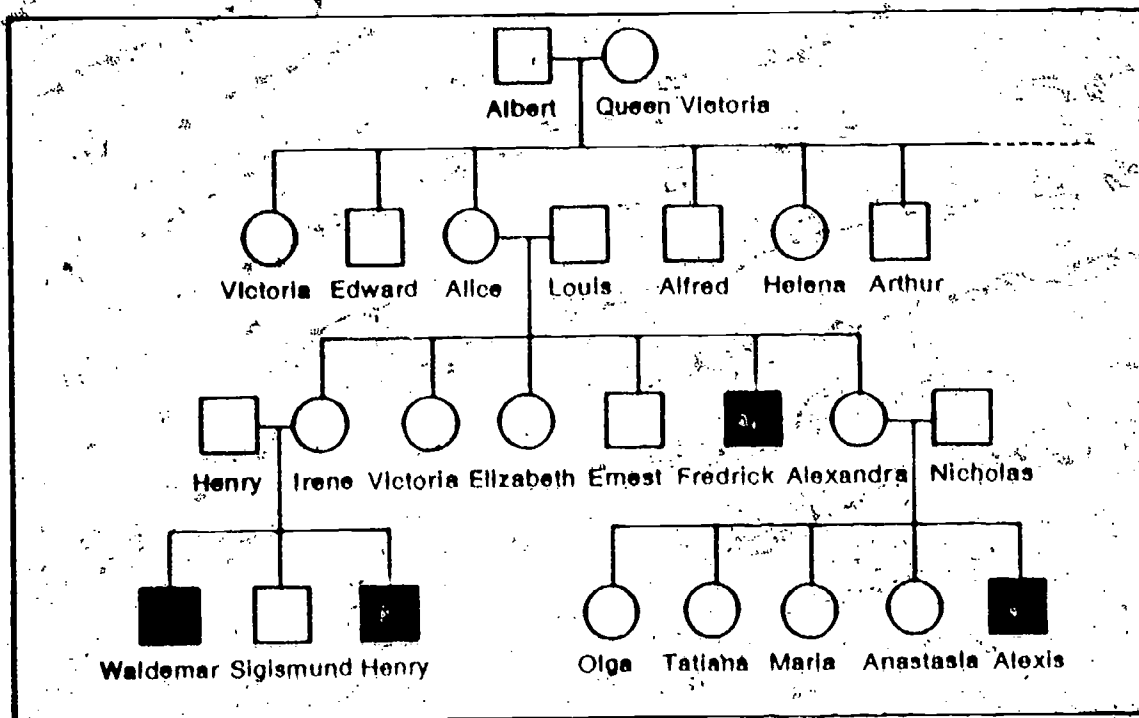 Albert Queen Victoria
Victoria Edward Alice Louis Alfred Helena Arthur
Henry Irene Victoria Elizabeth Ernest Fredrick Alexandra Nicholas
Waldemar Sigismund Henry Olga Tatiana Maria Anastasia Alexis